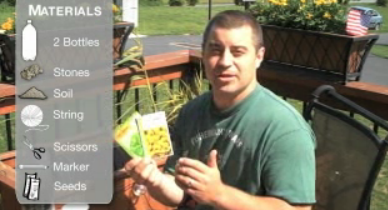 MATERIALS
2 Bottles
Stones
Soil
String
Scissors
Marker
Seeds